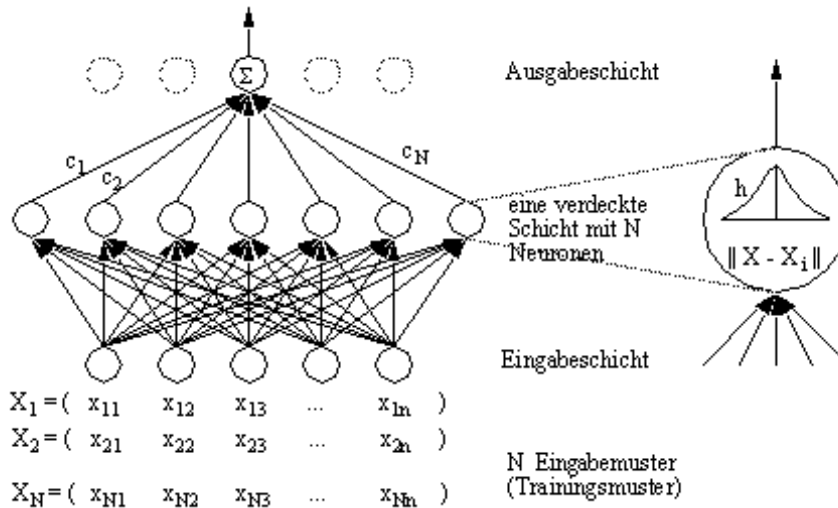 Σ
Ausgabeschicht
c1
c2
cN
h
eine verdeckte
Schicht mit N
Neuronen
|| X - Xi ||
Eingabeschicht
X1 = ( x11 x12 x13 ... x1n )
X2 = ( x21 x22 x23 ... x2n )
XN = ( xN1 xN2 xN3 ... xNn )
N Eingabemuster
(Trainingsmuster)